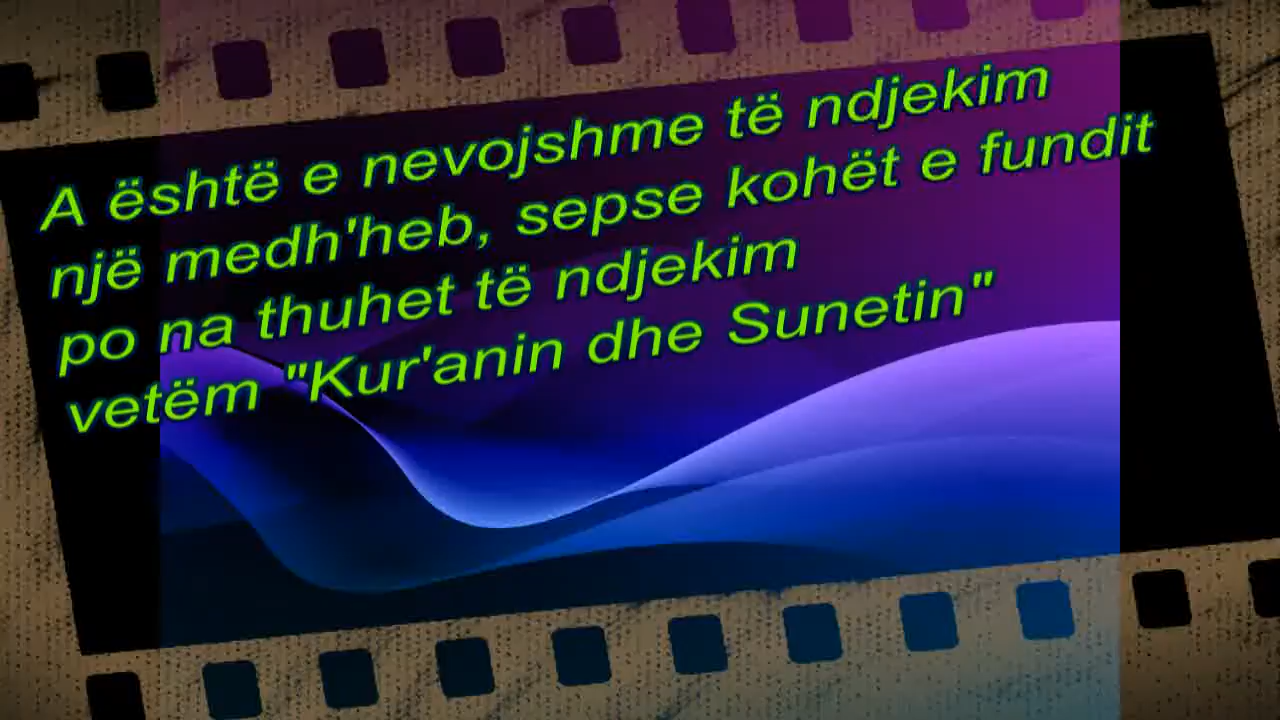 A është e nevojshme të ndjekim
një medh'heb, sepse kohët e fundit
po na thuhet të ndjekim
vetëm "Kur'anin dhe Sunetin"